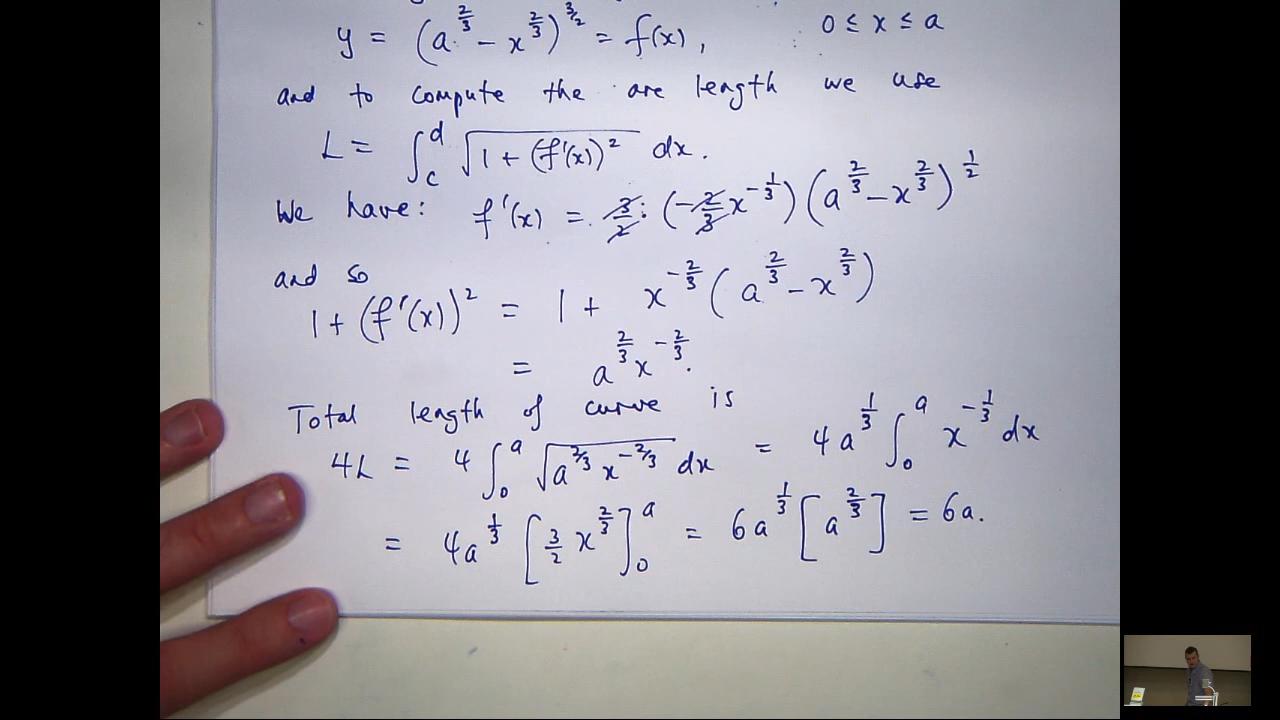 y = (a^{2/3} - x^{2/3})^{3/2} = f(x), 0 ≤ x ≤ a
and to compute the arc length we use
L = ∫_c^d √(1 + (f'(x))²) dx.
We have: f'(x) = 3/2 · (-2/3 x^{-1/3}) (a^{2/3} - x^{2/3})^{1/2}
and so
1 + (f'(x))² = 1 + x^{-2/3} (a^{2/3} - x^{2/3})
= a^{2/3} x^{-2/3}.
Total length of curve is
4L = 4 ∫_0^a √(a^{2/3} x^{-2/3}) dx = 4a^{1/3} ∫_0^a x^{-1/3} dx
= 4a^{1/3} [3/2 x^{2/3}]_0^a = 6a^{1/3} [a^{2/3}] = 6a.